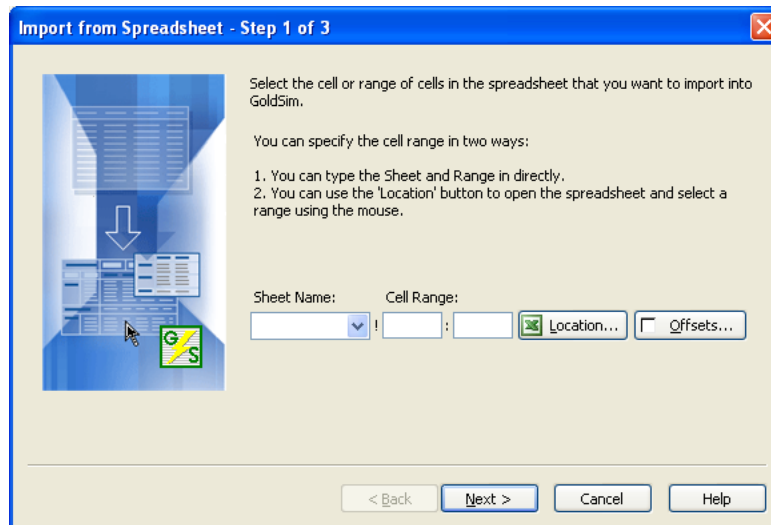 Import from Spreadsheet - Step 1 of 3
Select the cell or range of cells in the spreadsheet that you want to import into
GoldSim.
You can specify the cell range in two ways:
1. You can type the Sheet and Range in directly.
2. You can use the 'Location' button to open the spreadsheet and select a
range using the mouse.
Sheet Name: Cell Range:
! : Location... Offsets...
G S
< Back Next > Cancel Help